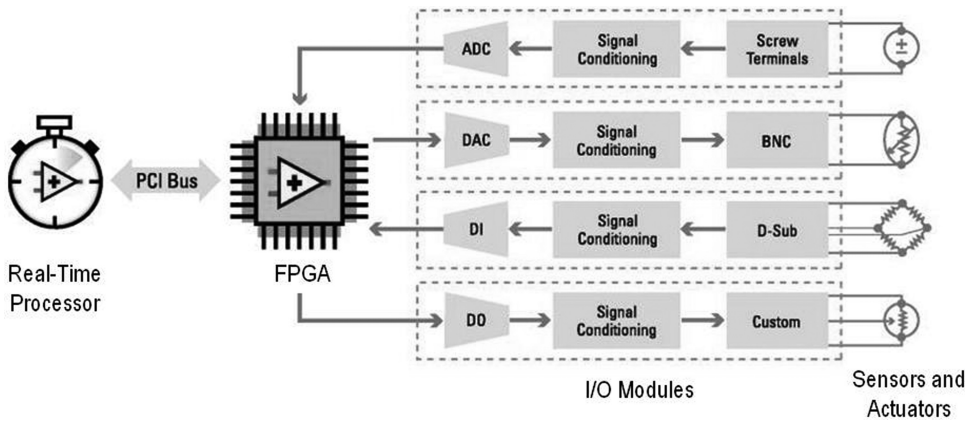 ADC
Signal
Conditioning
Screw
Terminals
DAC
Signal
Conditioning
BNC
PCI Bus
DI
Signal
Conditioning
D-Sub
Real-Time
Processor
FPGA
DO
Signal
Conditioning
Custom
I/O Modules
Sensors and
Actuators